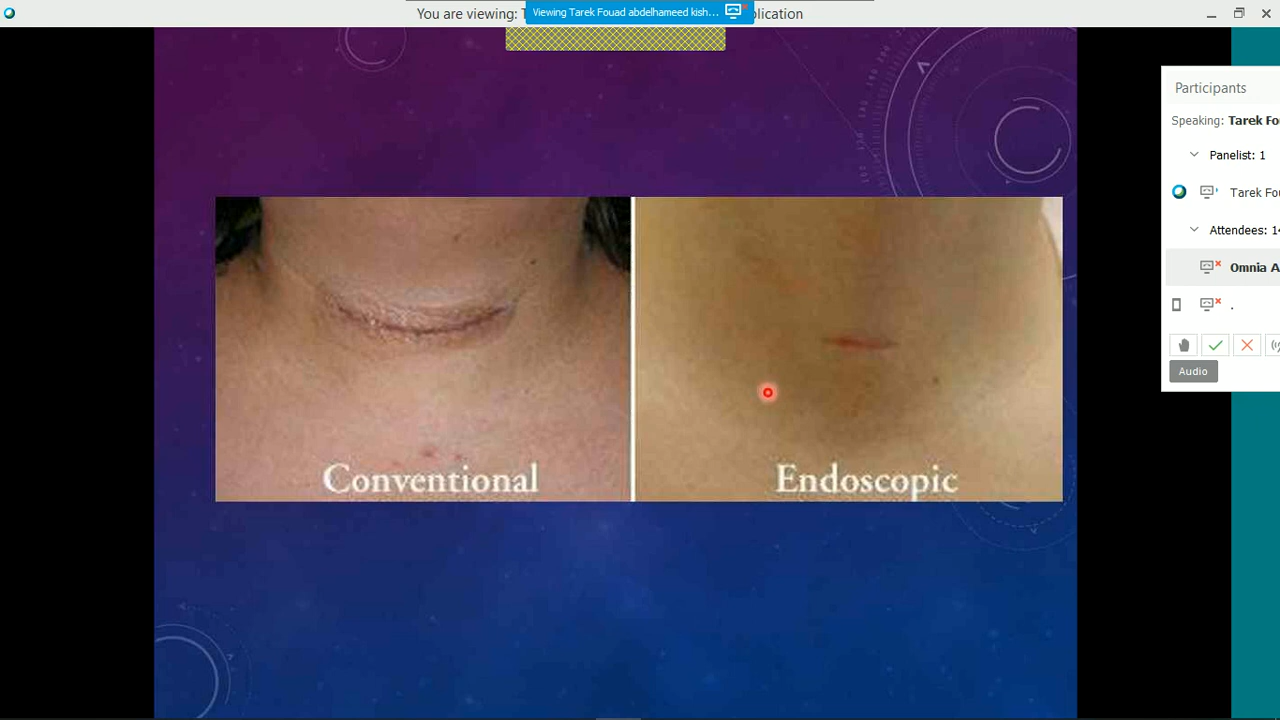 You are viewing: T
Viewing Tarek Fouad abdelhameed kish...
plication
Participants
Speaking: Tarek Fo
Panelist: 1
Tarek Fou
Attendees: 1
Omnia A
.
Audio
Conventional
Endoscopic